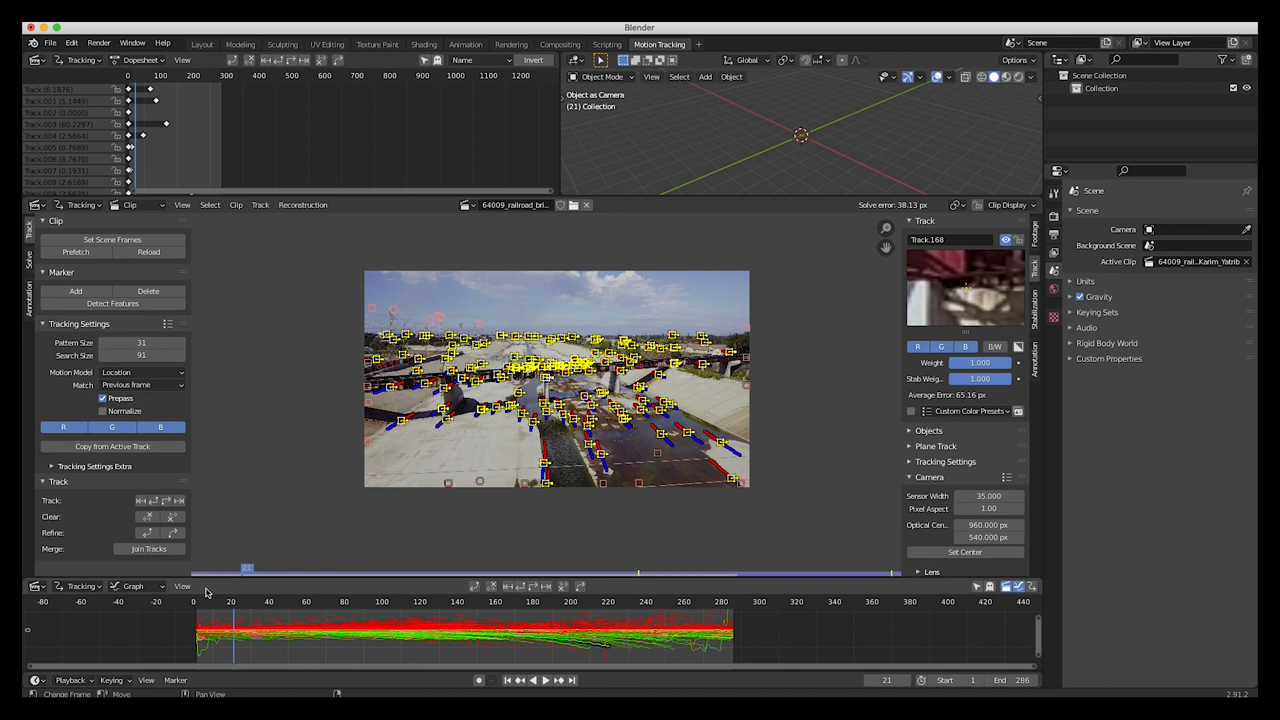 Blender
File Edit Render Window Help
Layout Modeling Sculpting UV Editing Texture Paint Shading Animation Rendering Compositing Scripting Motion Tracking +
Scene
View Layer
Tracking Dopesheet View
Name Invert
0 100 200 300 400 500 600 700 800 900 1000 1100 1200
Track (6.1876)
Track.001 (5.1449)
Track.002 (0.0000)
Track.003 (60.2297)
Track.004 (2.5664)
Track.005 (0.7689)
Track.006 (8.7670)
Track.007 (0.1931)
Track.008 (2.6169)
Global
Options
Object Mode View Select Add Object
Object as Camera
(21) Collection
Scene Collection
Collection
Tracking Clip View Select Clip Track Reconstruction
64009_railroad_bri...
Solve error: 38.13 px
Clip Display
Track
Solve
Annotation
Clip
Set Scene Frames
Prefetch Reload
Marker
Add Delete
Detect Features
Tracking Settings
Pattern Size 31
Search Size 91
Motion Model Location
Match Previous frame
Prepass
Normalize
R G B
Copy from Active Track
Tracking Settings Extra
Track
Track:
Clear:
Refine:
Merge: Join Tracks
21
Track
Track.168
R G B B/W
Weight 1.000
Stab Weig... 1.000
Average Error: 65.16 px
Custom Color Presets
Objects
Plane Track
Tracking Settings
Camera
Sensor Width 35.000
Pixel Aspect 1.00
Optical Cen... 960.000 px
540.000 px
Set Center
Lens
Footage
Track
Stabilization
Annotation
Scene
Scene
Camera
Background Scene
Active Clip 64009_rail...Karim_Yatrib
Units
Gravity
Keying Sets
Audio
Rigid Body World
Custom Properties
Tracking Graph View
-80 -60 -40 -20 0 20 40 60 80 100 120 140 160 180 200 220 240 260 280 300 320 340 360 380 400 420 440
0
Playback Keying View Marker
21 Start 1 End 286
Change Frame Move Pan View
2.91.2